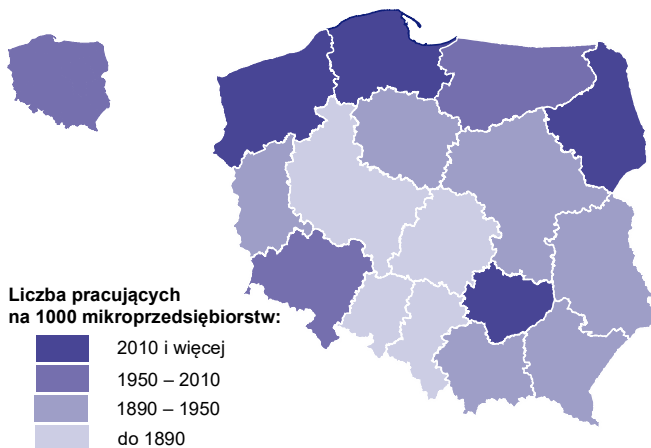 Liczba pracujących
na 1000 mikroprzedsiębiorstw:
2010 i więcej
1950 – 2010
1890 – 1950
do 1890